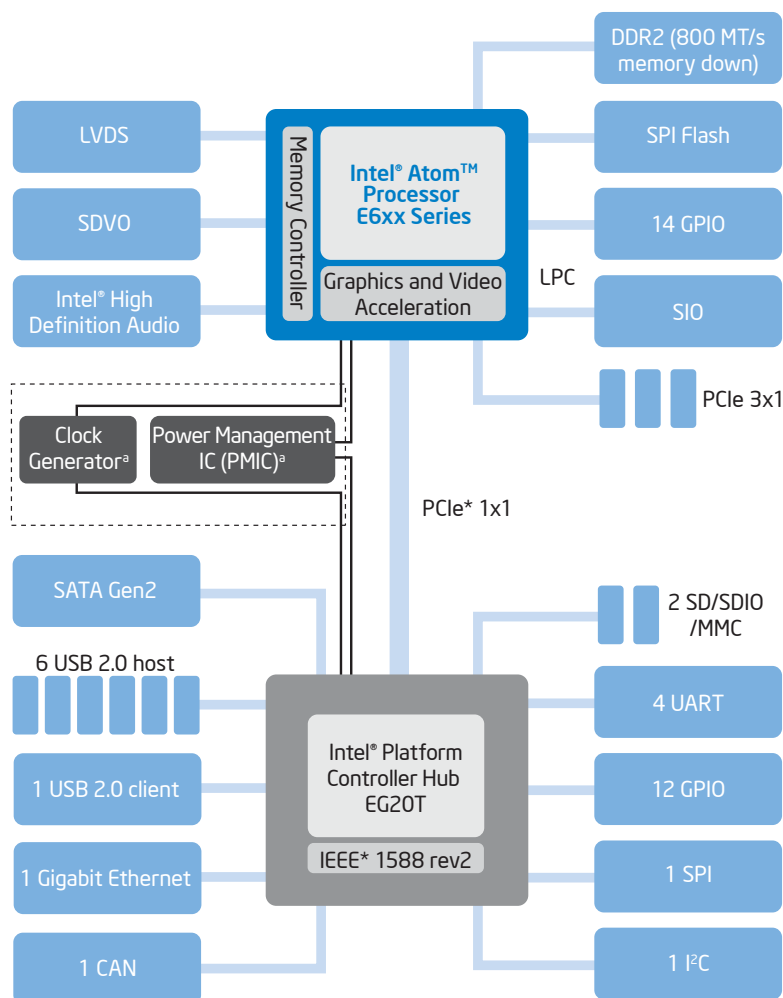 DDR2 (800 MT/s
memory down)
LVDS
Memory Controller
Intel® Atom™
Processor
E6xx Series
SPI Flash
SDVO
14 GPIO
Intel® High
Definition Audio
Graphics and Video
Acceleration
LPC
SIO
PCIe 3x1
Clock
Generatorᵃ
Power Management
IC (PMIC)ᵃ
PCIe* 1x1
SATA Gen2
2 SD/SDIO
/MMC
6 USB 2.0 host
4 UART
Intel® Platform
Controller Hub
EG20T
1 USB 2.0 client
12 GPIO
IEEE* 1588 rev2
1 Gigabit Ethernet
1 SPI
1 CAN
1 I²C